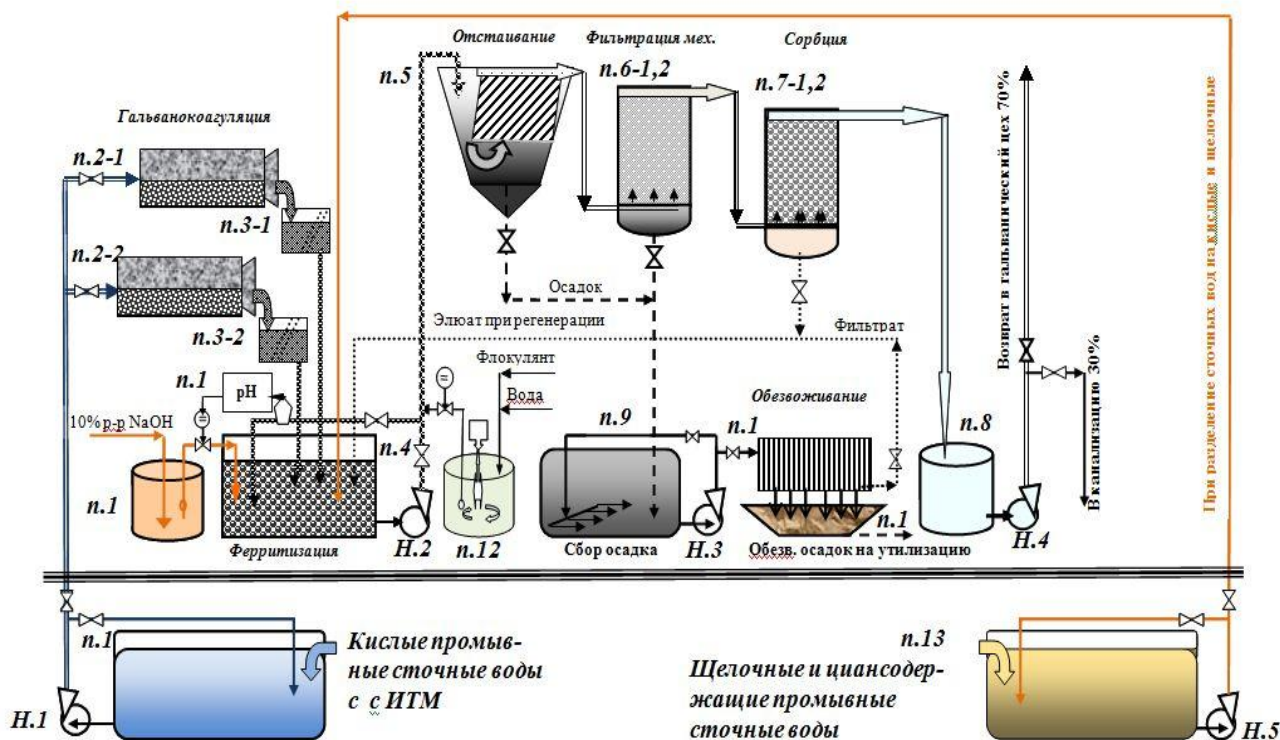 Отстаивание
Фильтрация мех.
Сорбция
п.5
п.6-1,2
п.7-1,2
Гальванокоагуляция
п.2-1
п.3-1
п.2-2
п.3-2
Осадок
Элюат при регенерации
Фильтрат
Флокулянт
Вода
п.1
pH
10% р-р NaOH
п.4
п.9
п.1
Обезвоживание
п.8
п.1
п.1
Ферритизация
Н.2
п.12
Сбор осадка
Н.3
Обезв. осадок на утилизацию
Н.4
Возврат в гальванический цех 70%
В канализацию 30%
При разделение сточных вод на кислые и щелочные
п.1
Кислые промыв-
ные сточные воды
с с ИТМ
Н.1
п.13
Щелочные и циансодер-
жащие промывные
сточные воды
Н.5